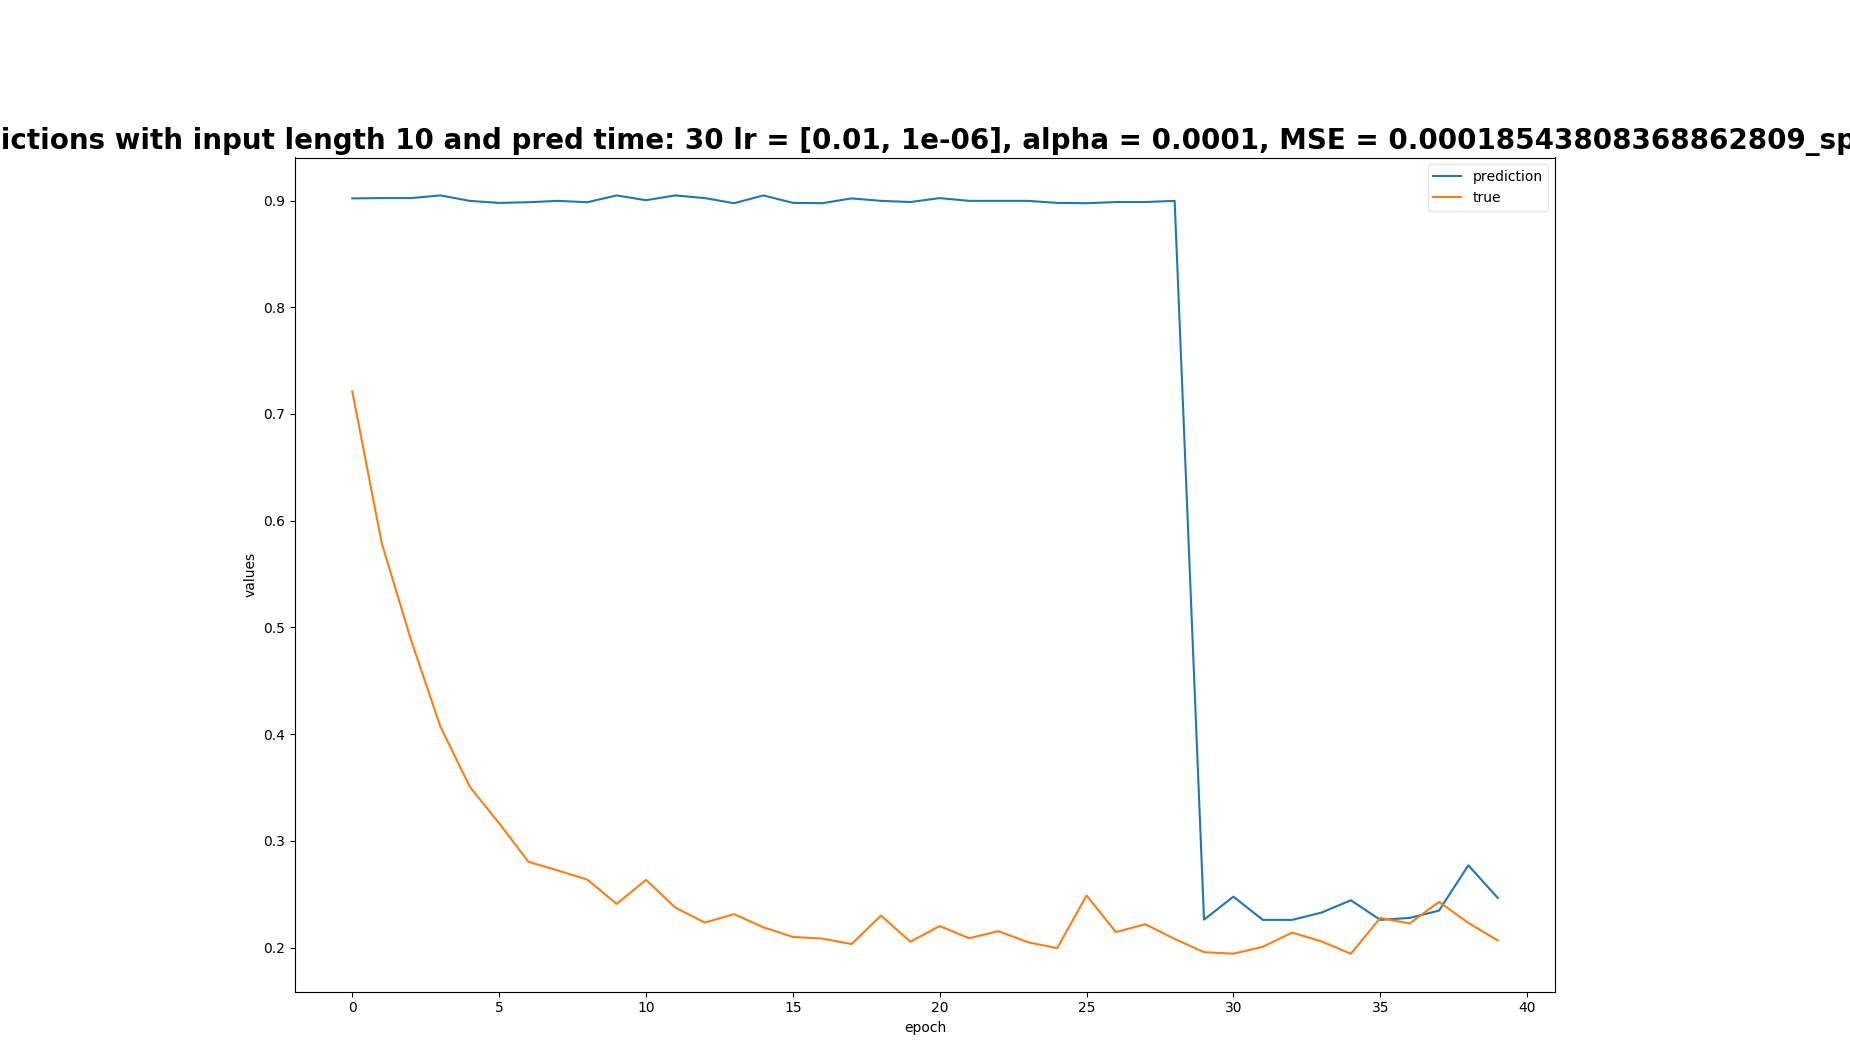 ictions with input length 10 and pred time: 30 lr = [0.01, 1e-06], alpha = 0.0001, MSE = 0.00018543808368862809_sp
prediction
true
0.9
0.8
0.7
0.6
0.5
0.4
0.3
0.2
values
0 5 10 15 20 25 30 35 40
epoch